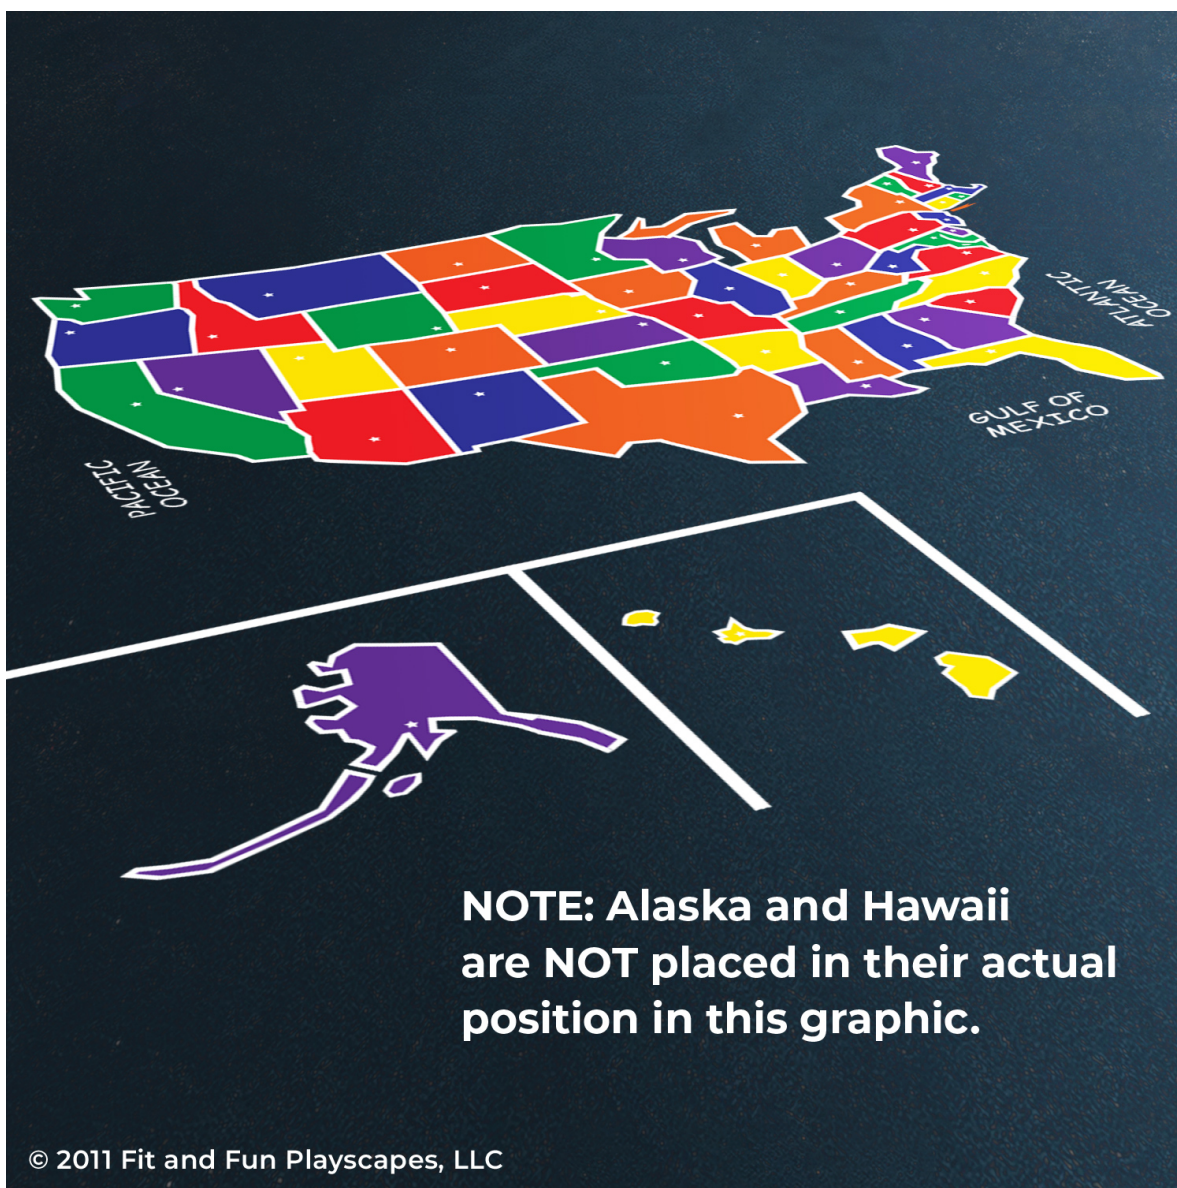 ATLANTIC
OCEAN
GULF OF
MEXICO
PACIFIC
OCEAN
NOTE: Alaska and Hawaii
are NOT placed in their actual
position in this graphic.
© 2011 Fit and Fun Playscapes, LLC